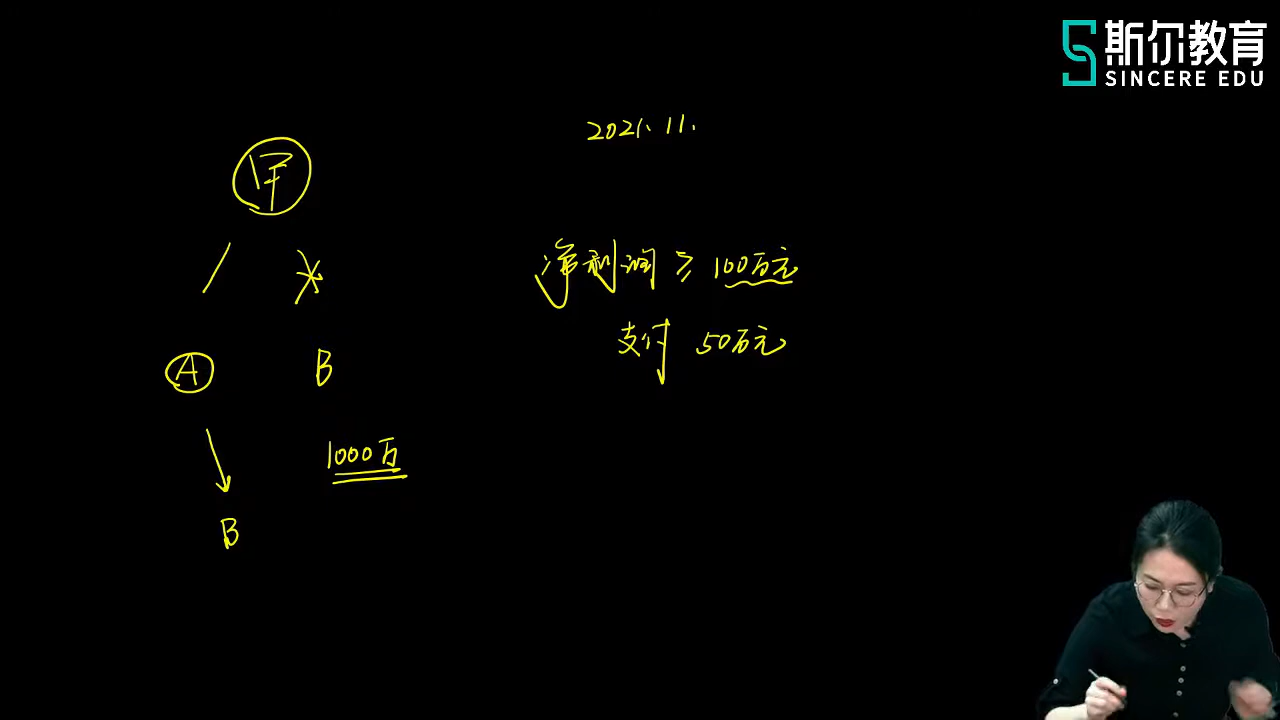 斯尔教育
SINCERE EDU
2021.11.
甲
净利润 ≥ 100万元
支付 50万元
A B
1000万
B